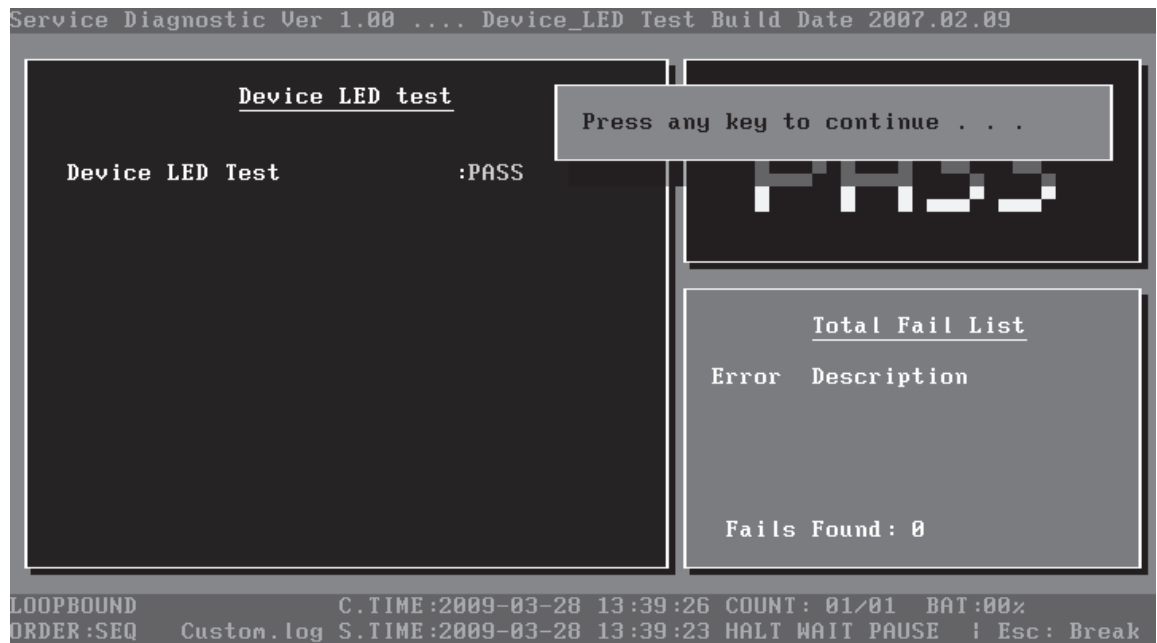 Service Diagnostic Ver 1.00 .... Device_LED Test Build Date 2007.02.09
Device LED test
Press any key to continue . . .
Device LED Test :PASS
PASS
Total Fail List
Error Description
Fails Found: 0
LOOPBOUND C.TIME:2009-03-28 13:39:26 COUNT: 01/01 BAT:00%
ORDER:SEQ Custom.log S.TIME:2009-03-28 13:39:23 HALT WAIT PAUSE ¦ Esc: Break